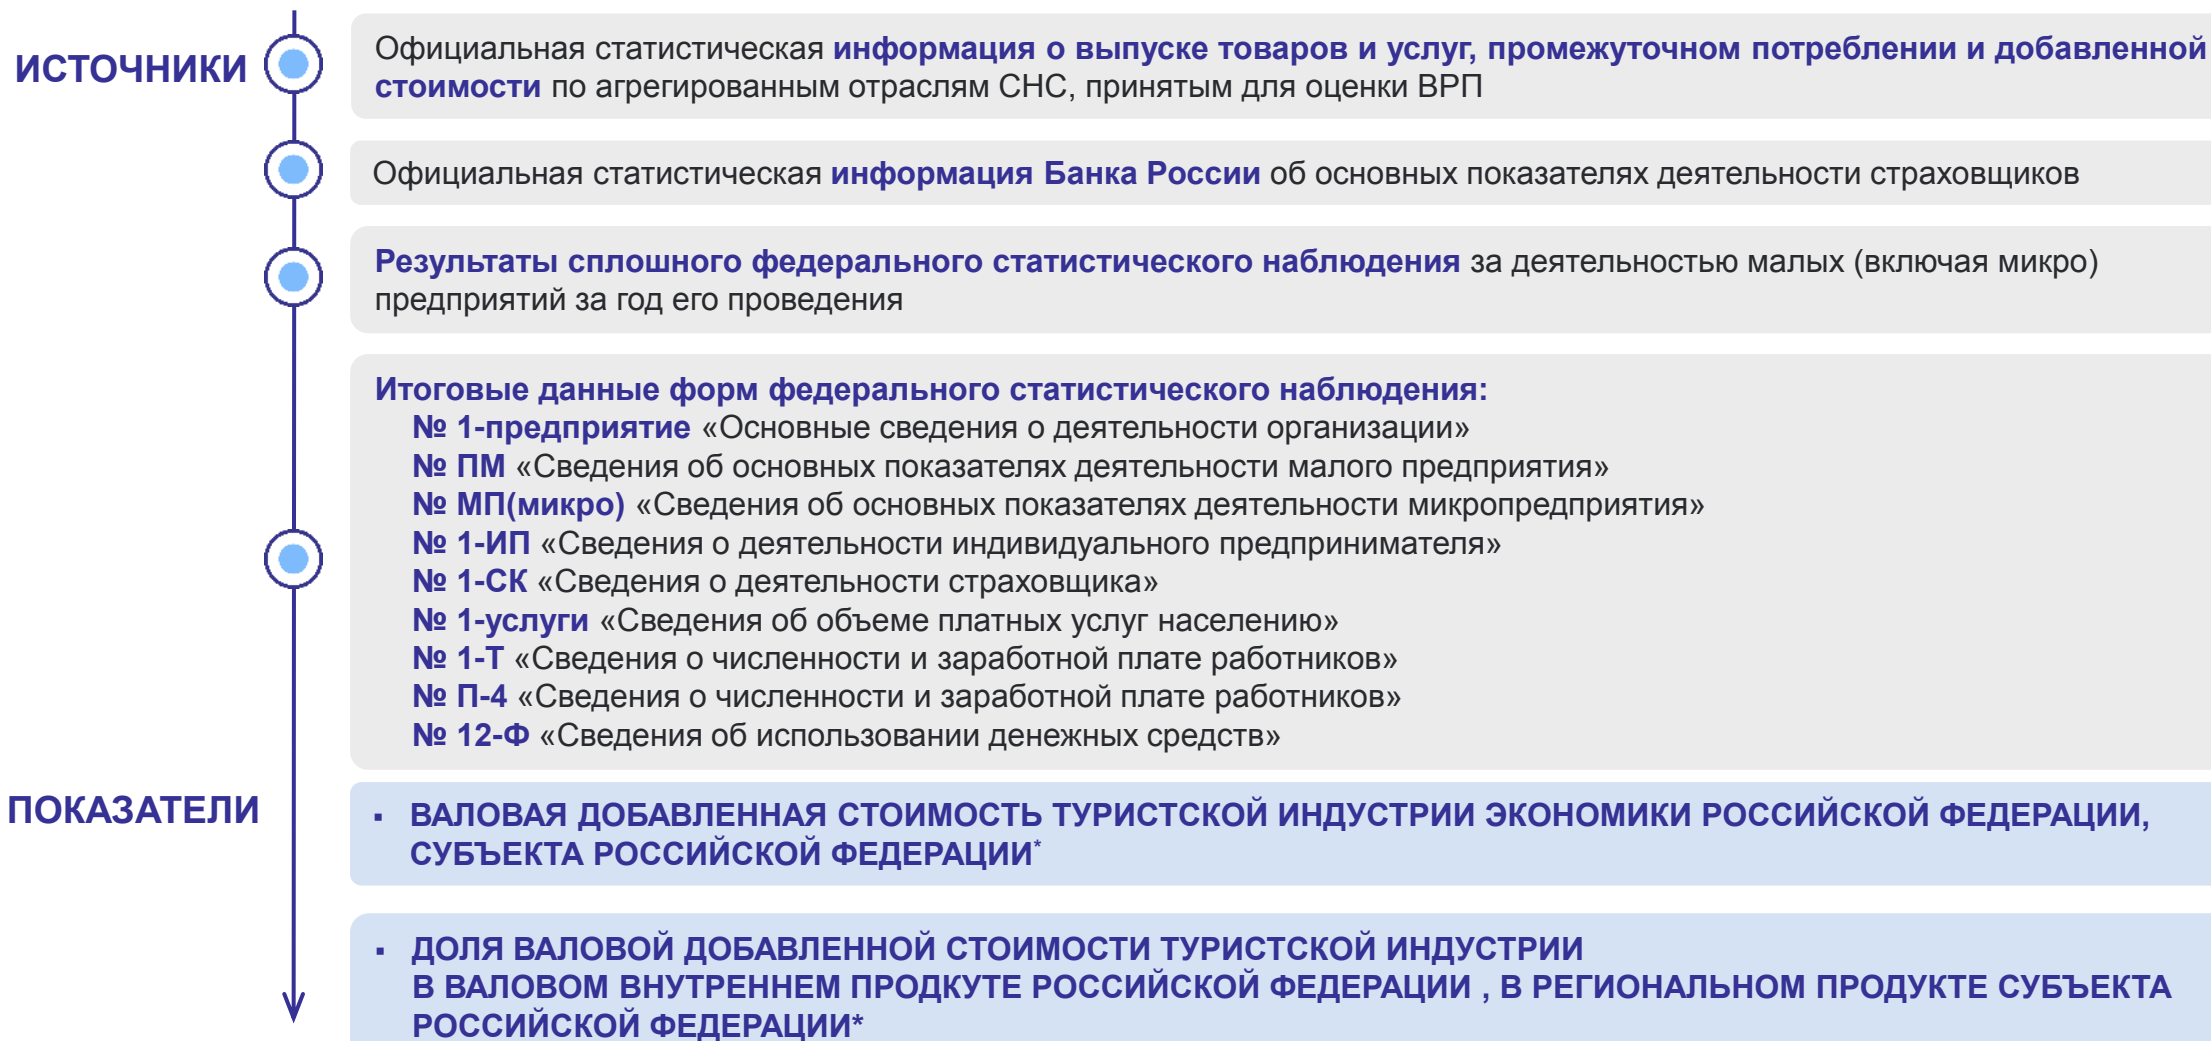 ИСТОЧНИКИ
Официальная статистическая информация о выпуске товаров и услуг, промежуточном потреблении и добавленной
стоимости по агрегированным отраслям СНС, принятым для оценки ВРП
Официальная статистическая информация Банка России об основных показателях деятельности страховщиков
Результаты сплошного федерального статистического наблюдения за деятельностью малых (включая микро)
предприятий за год его проведения
Итоговые данные форм федерального статистического наблюдения:
№ 1-предприятие «Основные сведения о деятельности организации»
№ ПМ «Сведения об основных показателях деятельности малого предприятия»
№ МП(микро) «Сведения об основных показателях деятельности микропредприятия»
№ 1-ИП «Сведения о деятельности индивидуального предпринимателя»
№ 1-СК «Сведения о деятельности страховщика»
№ 1-услуги «Сведения об объеме платных услуг населению»
№ 1-Т «Сведения о численности и заработной плате работников»
№ П-4 «Сведения о численности и заработной плате работников»
№ 12-Ф «Сведения об использовании денежных средств»
ПОКАЗАТЕЛИ
▪ ВАЛОВАЯ ДОБАВЛЕННАЯ СТОИМОСТЬ ТУРИСТСКОЙ ИНДУСТРИИ ЭКОНОМИКИ РОССИЙСКОЙ ФЕДЕРАЦИИ,
СУБЪЕКТА РОССИЙСКОЙ ФЕДЕРАЦИИ*
▪ ДОЛЯ ВАЛОВОЙ ДОБАВЛЕННОЙ СТОИМОСТИ ТУРИСТСКОЙ ИНДУСТРИИ
В ВАЛОВОМ ВНУТРЕННЕМ ПРОДКУТЕ РОССИЙСКОЙ ФЕДЕРАЦИИ , В РЕГИОНАЛЬНОМ ПРОДУКТЕ СУБЪЕКТА
РОССИЙСКОЙ ФЕДЕРАЦИИ*